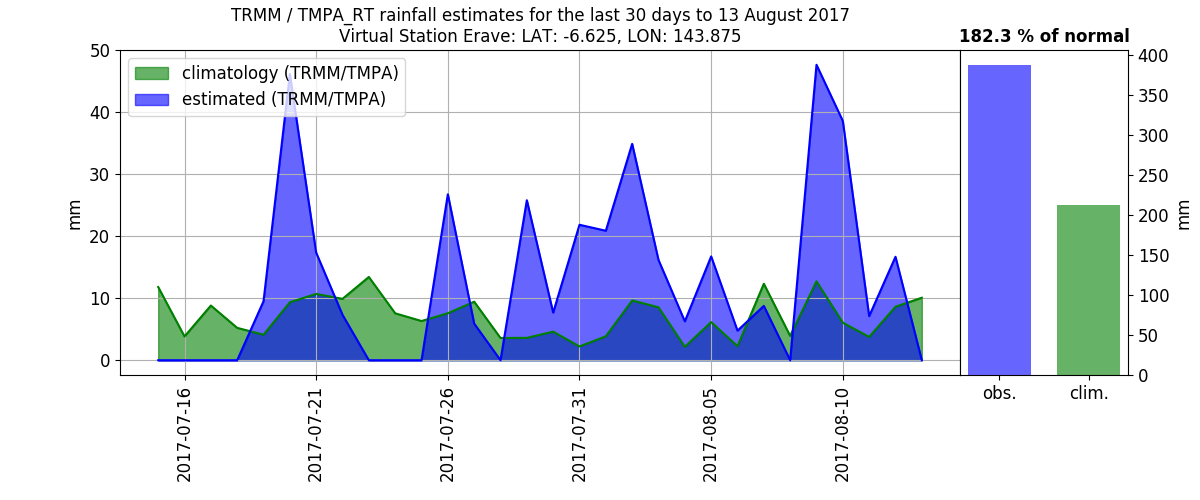 TRMM / TMPA_RT rainfall estimates for the last 30 days to 13 August 2017
Virtual Station Erave: LAT: -6.625, LON: 143.875
182.3 % of normal
climatology (TRMM/TMPA)
estimated (TRMM/TMPA)
50
40
30
20
10
0
mm
2017-07-16
2017-07-21
2017-07-26
2017-07-31
2017-08-05
2017-08-10
400
350
300
250
200
150
100
50
0
mm
obs.
clim.